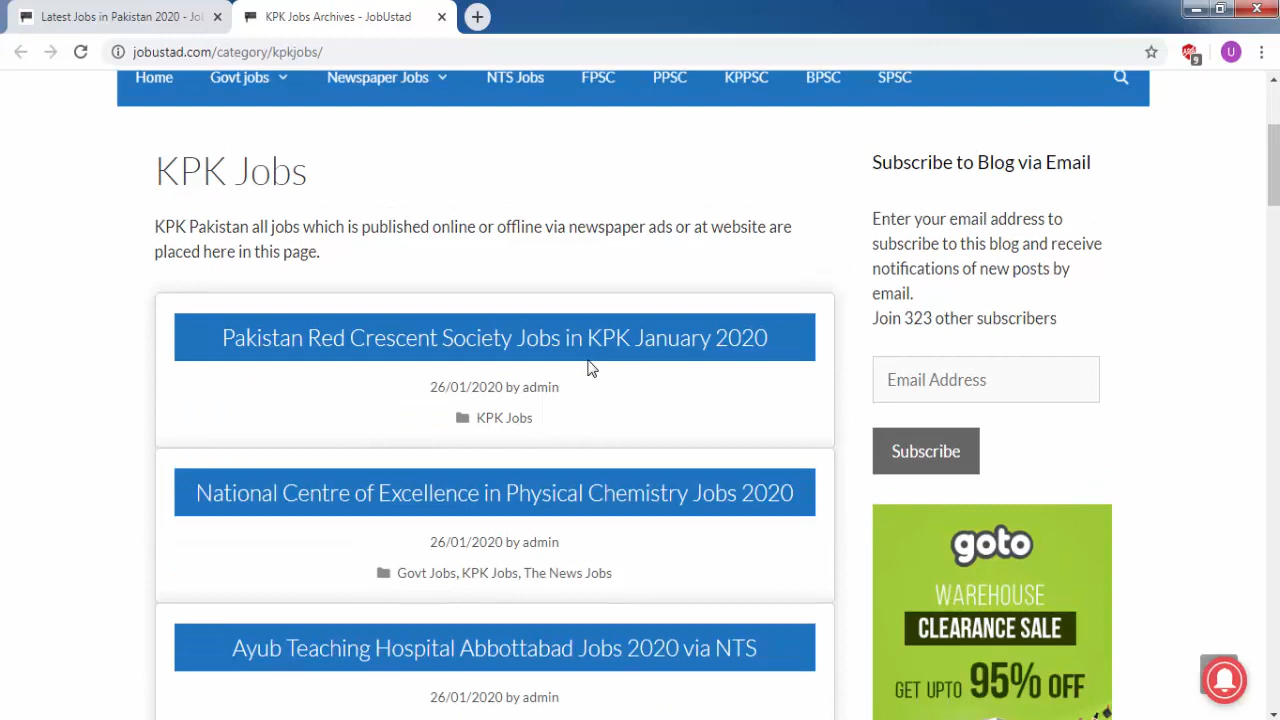 Latest Jobs in Pakistan 2020 - Jo
KPK Jobs Archives - JobUstad
jobustad.com/category/kpkjobs/
9
U
Home Govt jobs Newspaper Jobs NTS Jobs FPSC PPSC KPPSC BPSC SPSC
KPK Jobs
KPK Pakistan all jobs which is published online or offline via newspaper ads or at website are
placed here in this page.
Pakistan Red Crescent Society Jobs in KPK January 2020
26/01/2020 by admin
KPK Jobs
National Centre of Excellence in Physical Chemistry Jobs 2020
26/01/2020 by admin
Govt Jobs, KPK Jobs, The News Jobs
Ayub Teaching Hospital Abbottabad Jobs 2020 via NTS
26/01/2020 by admin
Subscribe to Blog via Email
Enter your email address to
subscribe to this blog and receive
notifications of new posts by
email.
Join 323 other subscribers
Email Address
Subscribe
goto
WAREHOUSE
CLEARANCE SALE
GET UPTO 95% OFF